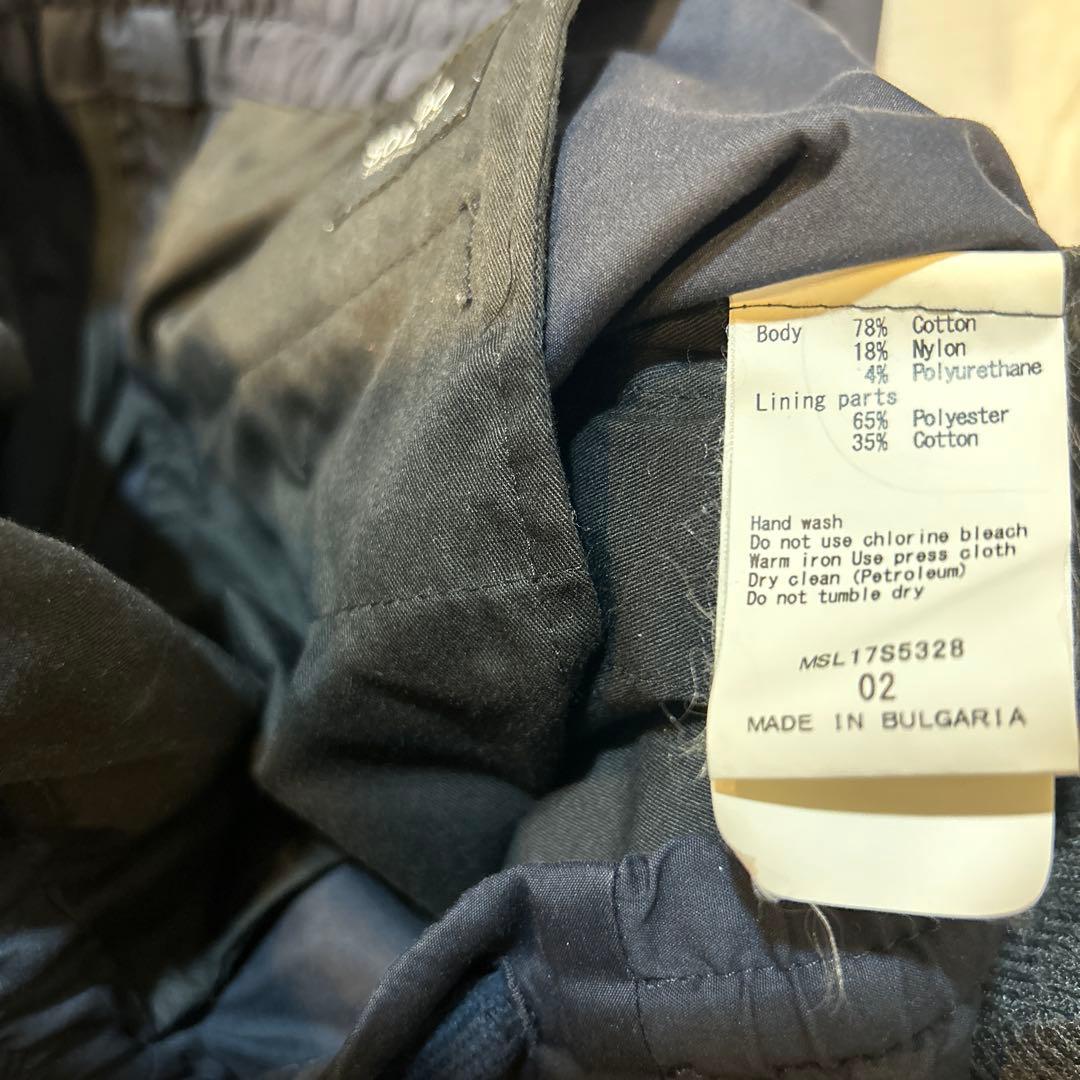 Body 78% Cotton
18% Nylon
4% Polyurethane
Lining parts
65% Polyester
35% Cotton
Hand wash
Do not use chlorine bleach
Warm iron Use press cloth
Dry clean (Petroleum)
Do not tumble dry
MSL17S5328
02
MADE IN BULGARIA